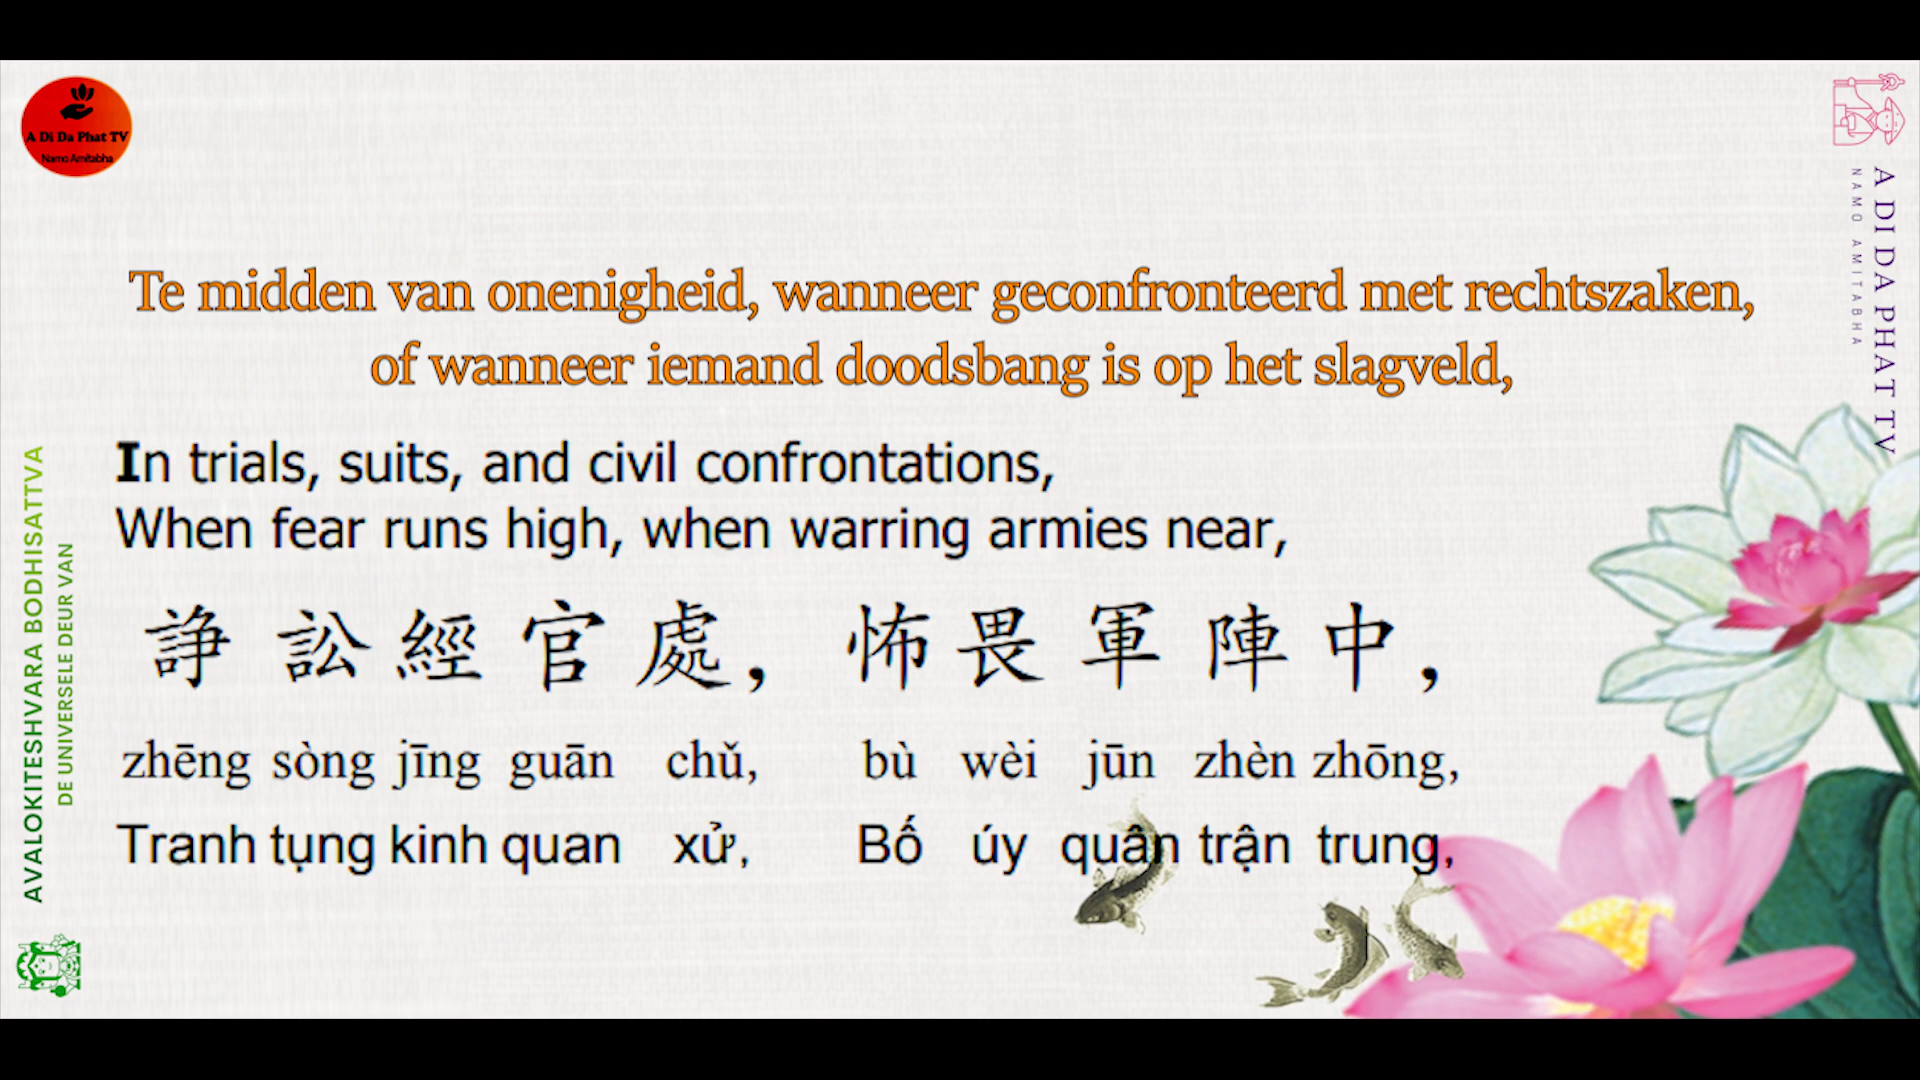 A Di Da Phat TV
Namo Amitabha
A DI DA PHAT TV
NAMO AMITABHA
Te midden van onenigheid, wanneer geconfronteerd met rechtszaken,
of wanneer iemand doodsbang is op het slagveld,
In trials, suits, and civil confrontations,
When fear runs high, when warring armies near,
諍訟經官處，怖畏軍陣中，
zhēng sòng jīng guān chǔ, bù wèi jūn zhèn zhōng,
Tranh tụng kinh quan xử, Bố úy quân trận trung,
AVALOKITESHVARA BODHISATTVA
DE UNIVERSELE DEUR VAN